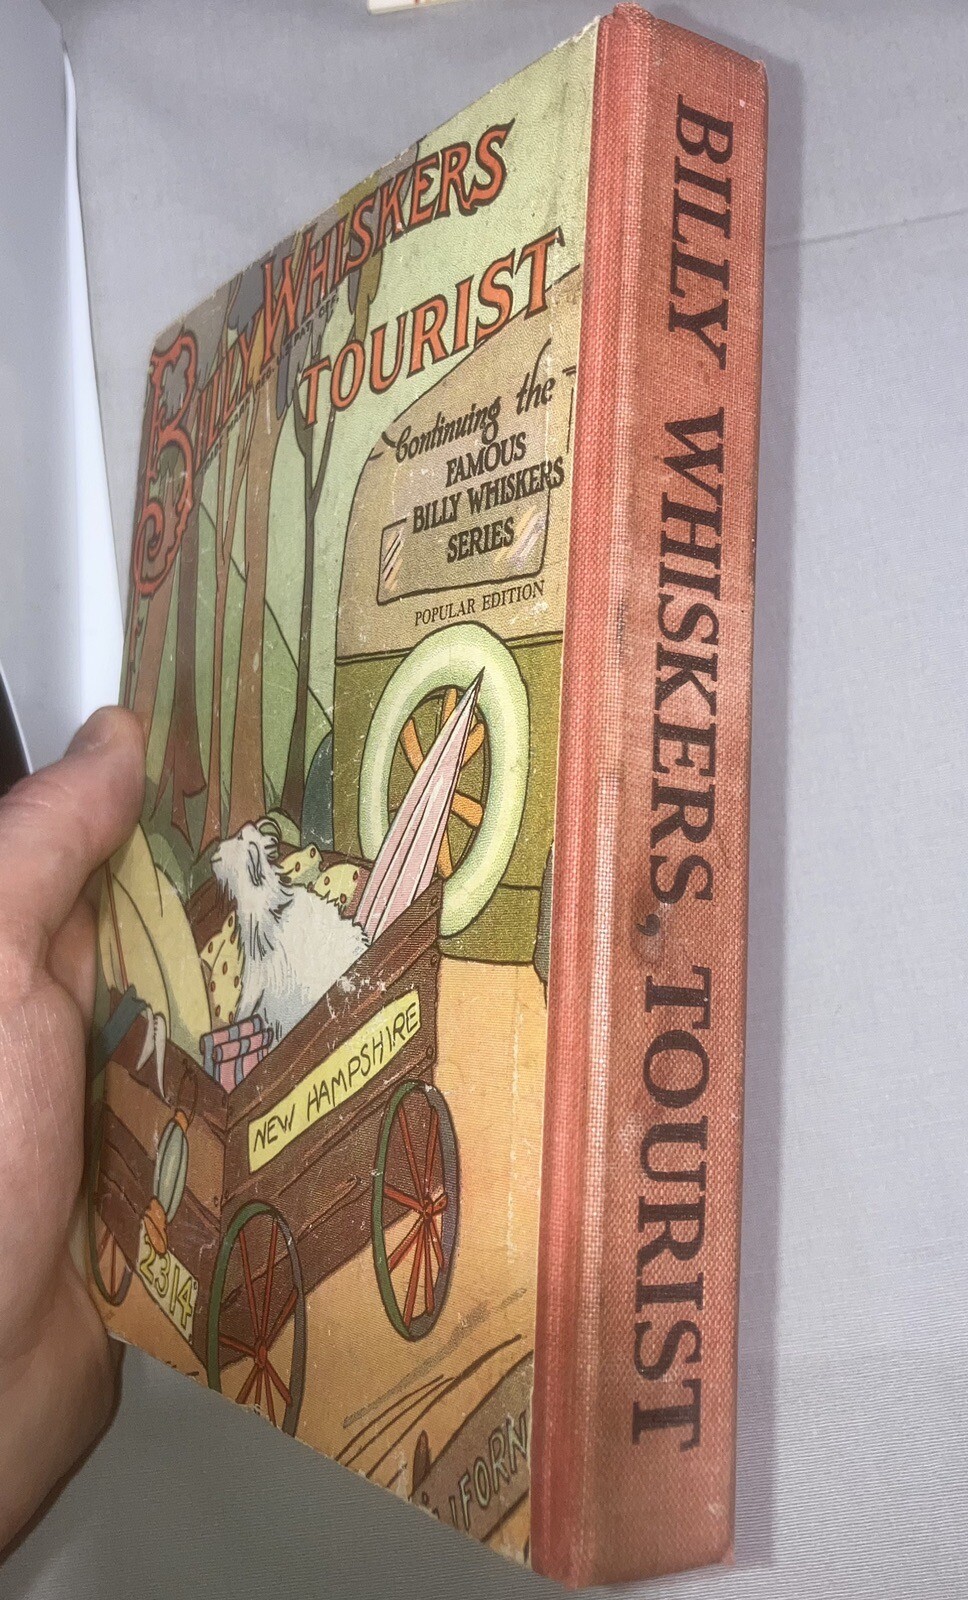 BILLY WHISKERS
TOURIST
Continuing the
FAMOUS
BILLY WHISKERS
SERIES
POPULAR EDITION
NEW HAMPSHIRE
2314
BILLY WHISKERS, TOURIST